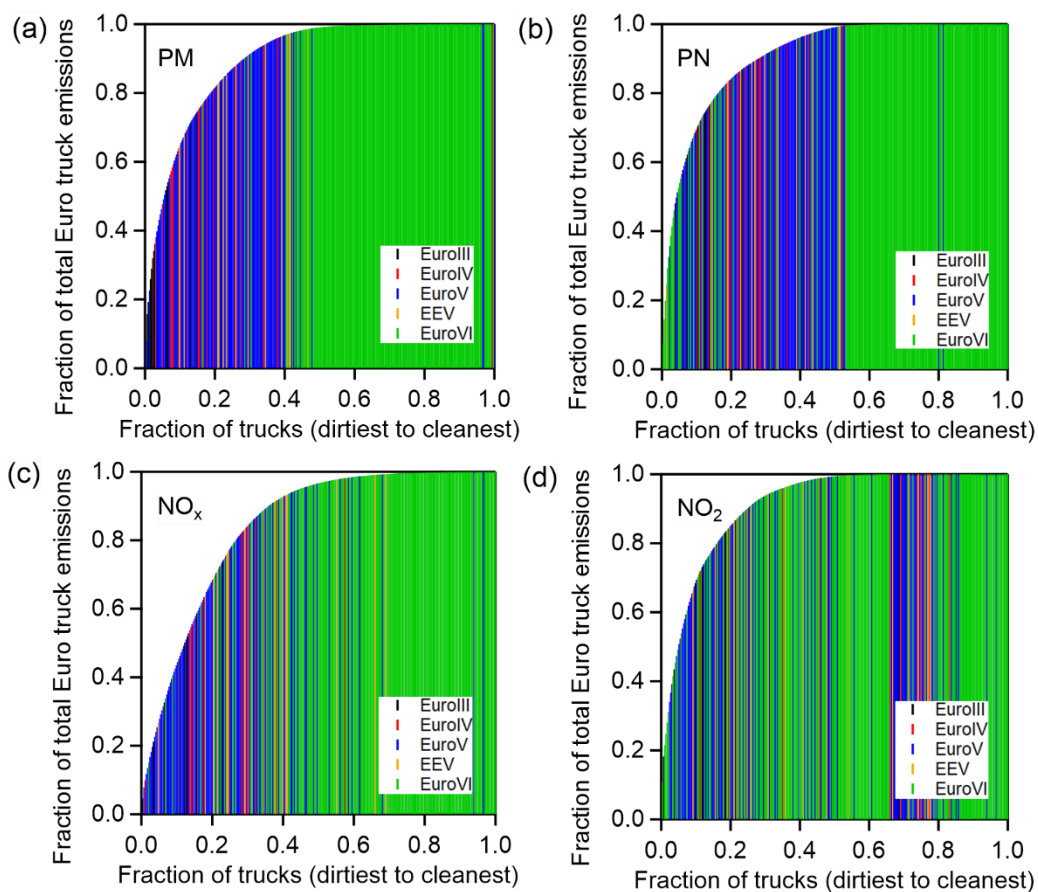 (a)
PM
Fraction of total Euro truck emissions
1.0
0.8
0.6
0.4
0.2
0.0
EuroIII
EuroIV
EuroV
EEV
EuroVI
0.0 0.2 0.4 0.6 0.8 1.0
Fraction of trucks (dirtiest to cleanest)
(b)
PN
Fraction of total Euro truck emissions
1.0
0.8
0.6
0.4
0.2
0.0
EuroIII
EuroIV
EuroV
EEV
EuroVI
0.0 0.2 0.4 0.6 0.8 1.0
Fraction of trucks (dirtiest to cleanest)
(c)
NOx
Fraction of total Euro truck emissions
1.0
0.8
0.6
0.4
0.2
0.0
EuroIII
EuroIV
EuroV
EEV
EuroVI
0.0 0.2 0.4 0.6 0.8 1.0
Fraction of trucks (dirtiest to cleanest)
(d)
NO2
Fraction of total Euro truck emissions
1.0
0.8
0.6
0.4
0.2
0.0
EuroIII
EuroIV
EuroV
EEV
EuroVI
0.0 0.2 0.4 0.6 0.8 1.0
Fraction of trucks (dirtiest to cleanest)